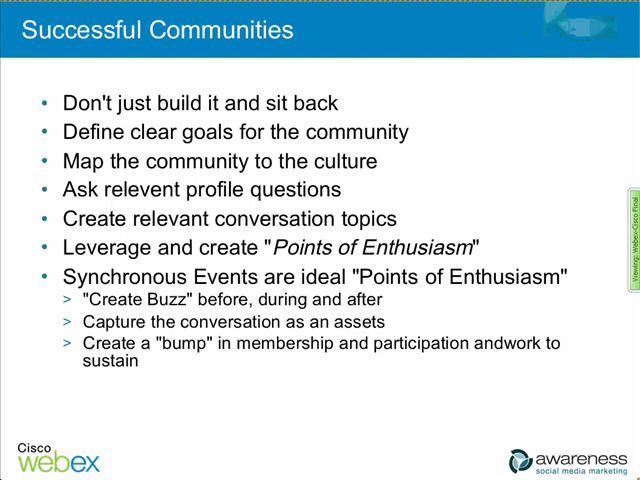 Successful Communities
• Don't just build it and sit back
• Define clear goals for the community
• Map the community to the culture
• Ask relevent profile questions
• Create relevant conversation topics
• Leverage and create "Points of Enthusiasm"
• Synchronous Events are ideal "Points of Enthusiasm"
> "Create Buzz" before, during and after
> Capture the conversation as an assets
> Create a "bump" in membership and participation andwork to
sustain
Viewing: Webex-Cisco Final
Cisco
webex
awareness
social media marketing